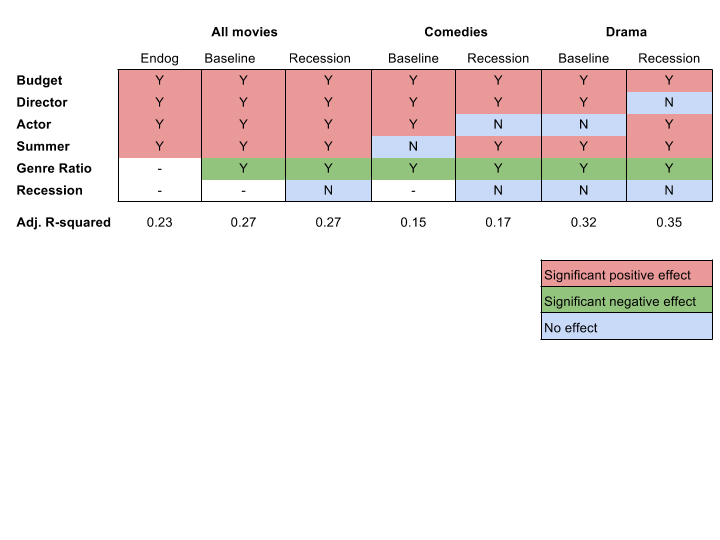 All movies Comedies Drama
Endog Baseline Recession Baseline Recession Baseline Recession
Budget Y Y Y Y Y Y Y
Director Y Y Y Y Y Y N
Actor Y Y Y Y N N Y
Summer Y Y Y N Y Y Y
Genre Ratio - Y Y Y Y Y Y
Recession - - N - N N N
Adj. R-squared 0.23 0.27 0.27 0.15 0.17 0.32 0.35
Significant positive effect
Significant negative effect
No effect